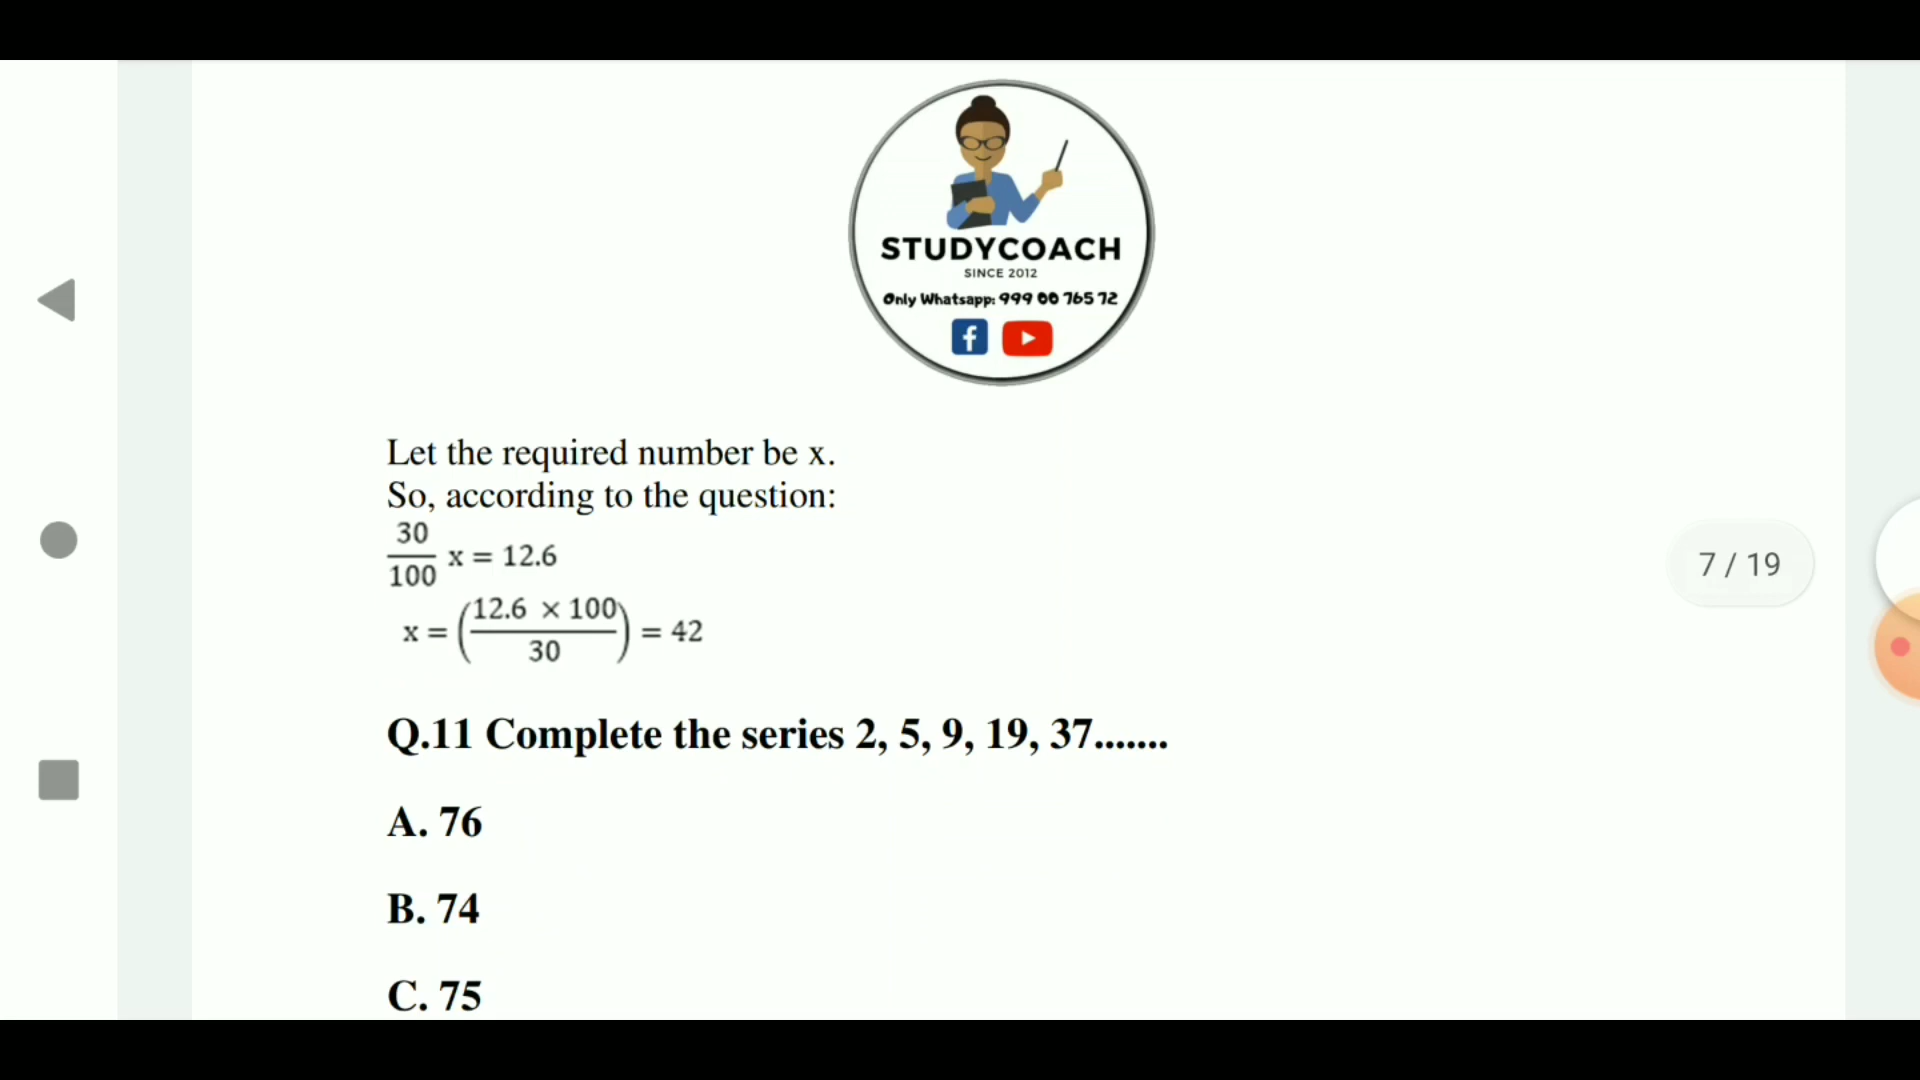 STUDYCOACH
SINCE 2012
Only Whatsapp: 999 00 765 72
f
Let the required number be x.
So, according to the question:
30/100 x = 12.6
x = (12.6 × 100/30) = 42
7 / 19
Q.11 Complete the series 2, 5, 9, 19, 37.......
A. 76
B. 74
C. 75